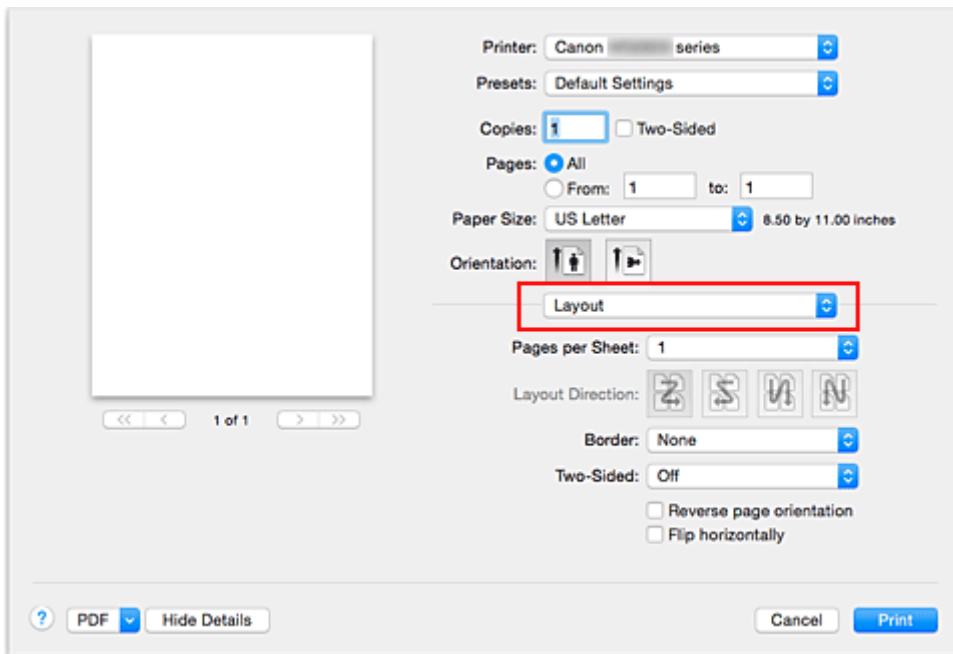 Printer: Canon series
Presets: Default Settings
Copies: 1 Two-Sided
Pages: All
From: 1 to: 1
Paper Size: US Letter 8.50 by 11.00 inches
Orientation:
Layout
Pages per Sheet: 1
Layout Direction:
1 of 1
Border: None
Two-Sided: Off
Reverse page orientation
Flip horizontally
? PDF Hide Details Cancel Print